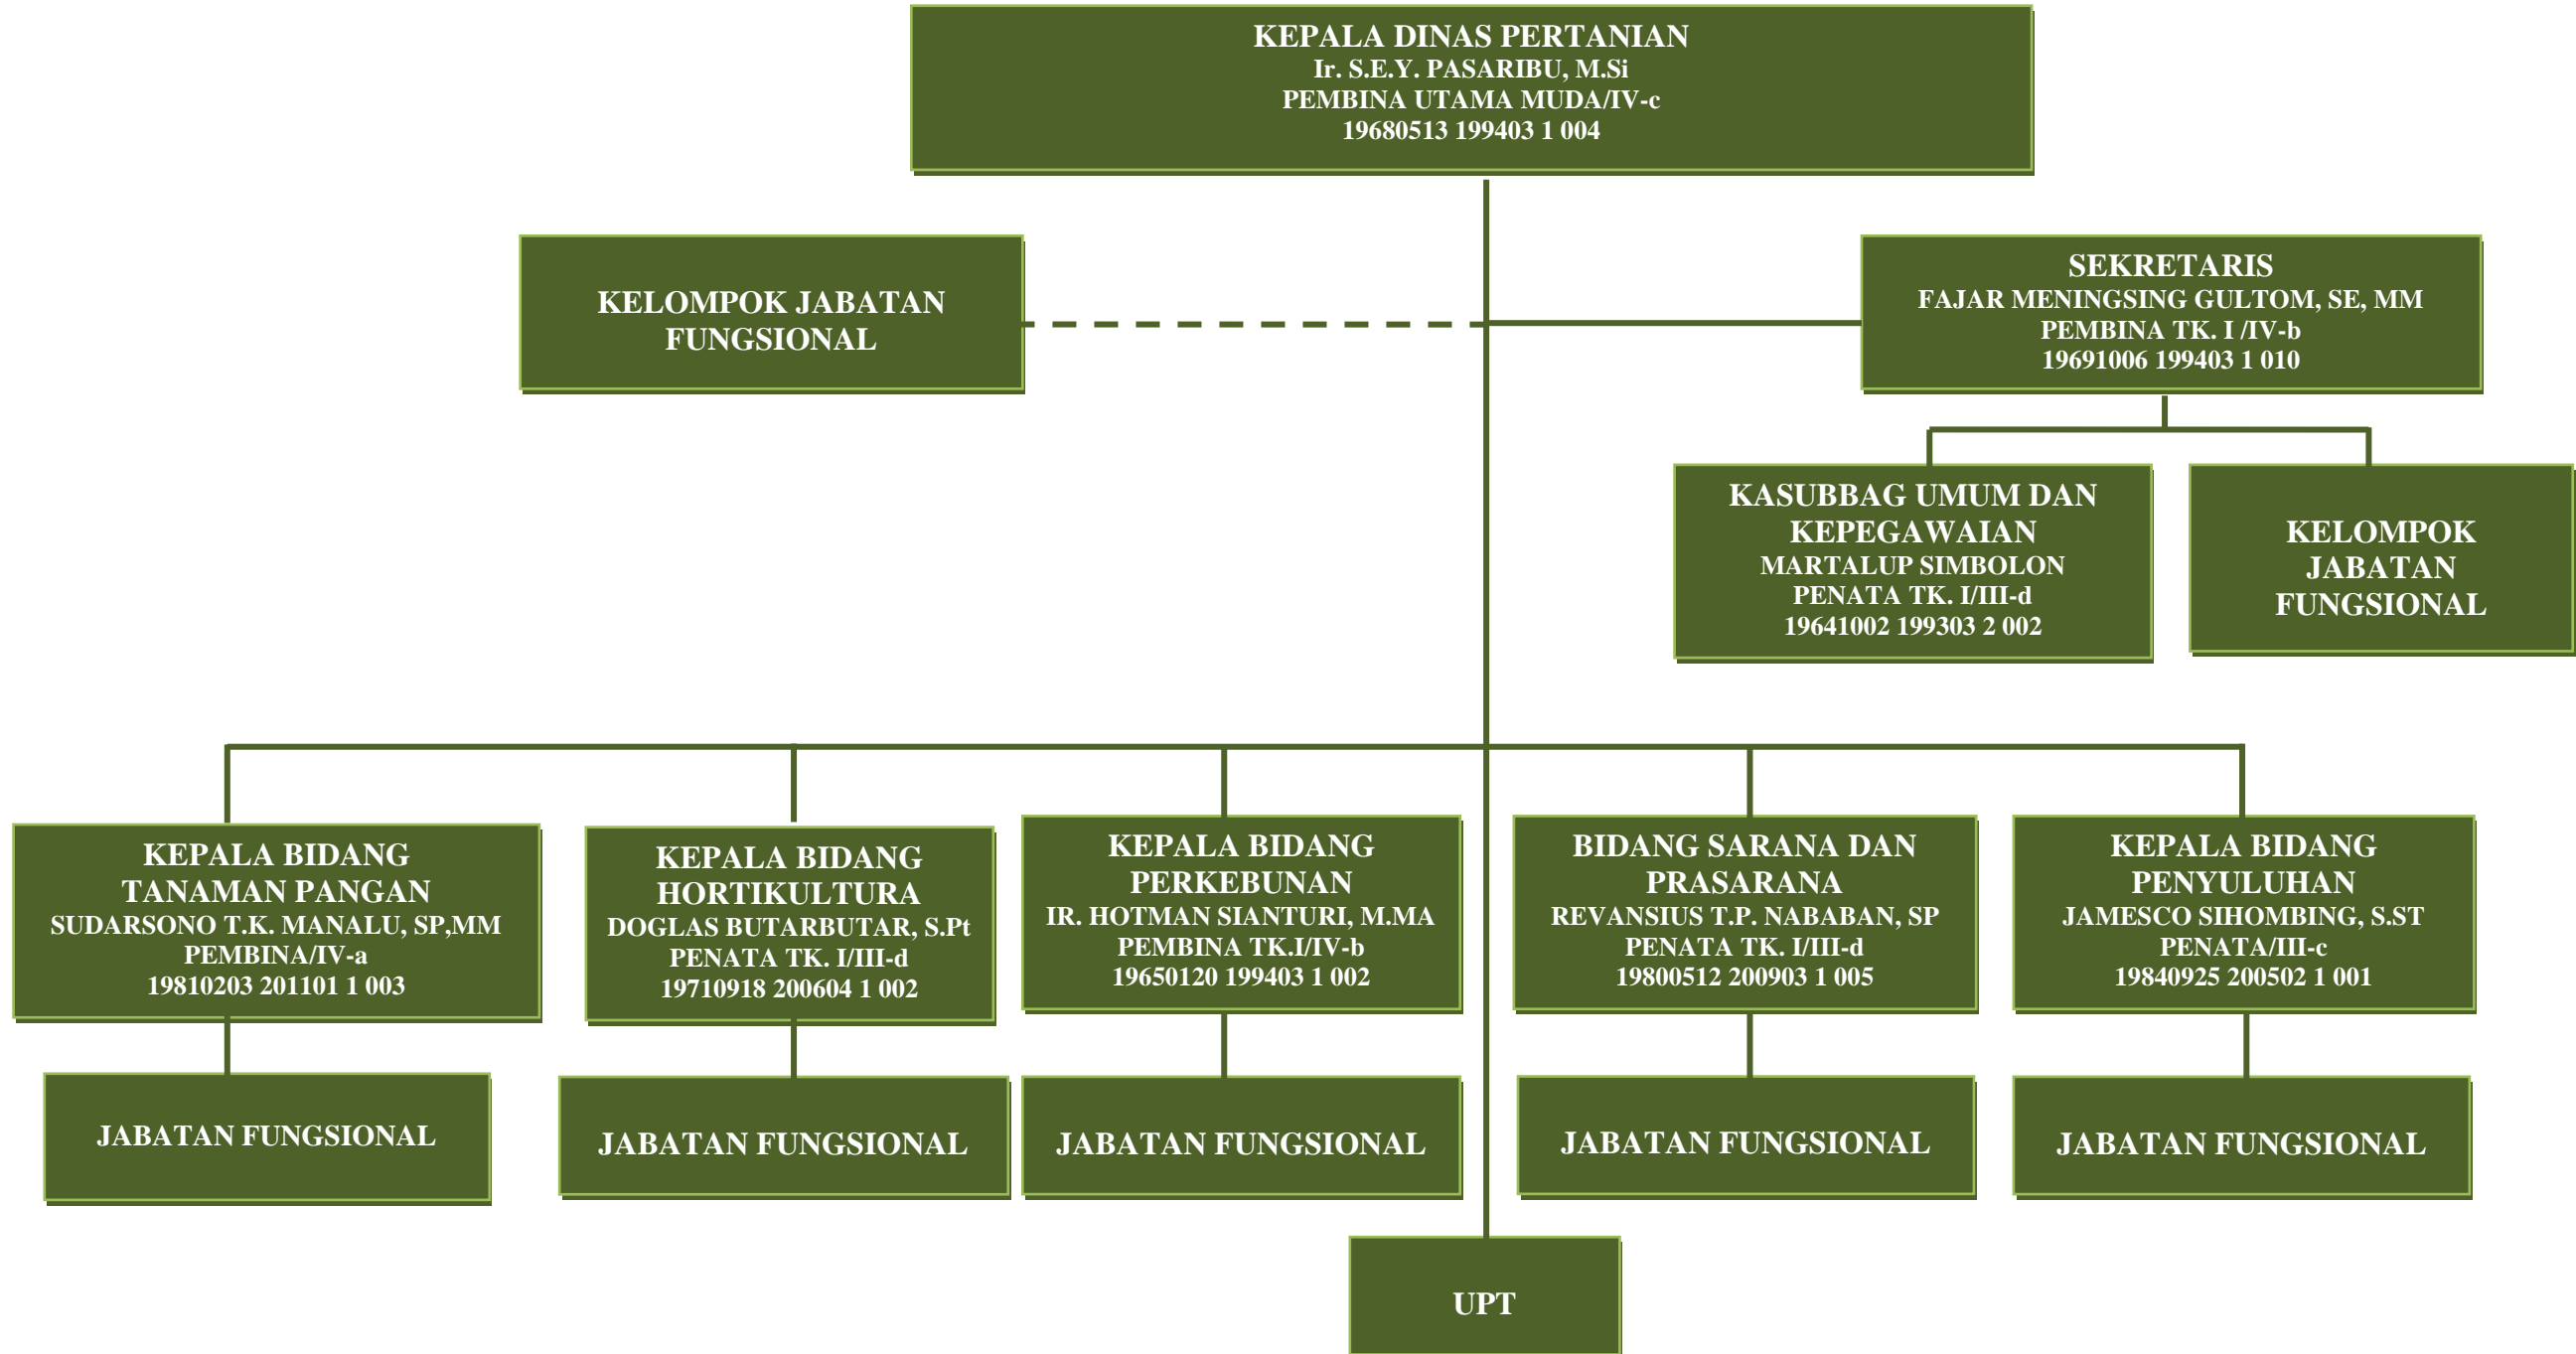 KEPALA DINAS PERTANIAN
Ir. S.E.Y. PASARIBU, M.Si
PEMBINA UTAMA MUDA/IV-c
19680513 199403 1 004
KELOMPOK JABATAN
FUNGSIONAL
SEKRETARIS
FAJAR MENINGSING GULTOM, SE, MM
PEMBINA TK. I /IV-b
19691006 199403 1 010
KASUBBAG UMUM DAN
KEPEGAWAIAN
MARTALUP SIMBOLON
PENATA TK. I/III-d
19641002 199303 2 002
KELOMPOK
JABATAN
FUNGSIONAL
KEPALA BIDANG
TANAMAN PANGAN
SUDARSONO T.K. MANALU, SP,MM
PEMBINA/IV-a
19810203 201101 1 003
KEPALA BIDANG
HORTIKULTURA
DOGLAS BUTARBUTAR, S.Pt
PENATA TK. I/III-d
19710918 200604 1 002
KEPALA BIDANG
PERKEBUNAN
IR. HOTMAN SIANTURI, M.MA
PEMBINA TK.I/IV-b
19650120 199403 1 002
BIDANG SARANA DAN
PRASARANA
REVANSIUS T.P. NABABAN, SP
PENATA TK. I/III-d
19800512 200903 1 005
KEPALA BIDANG
PENYULUHAN
JAMESCO SIHOMBING, S.ST
PENATA/III-c
19840925 200502 1 001
JABATAN FUNGSIONAL
JABATAN FUNGSIONAL
JABATAN FUNGSIONAL
JABATAN FUNGSIONAL
JABATAN FUNGSIONAL
UPT